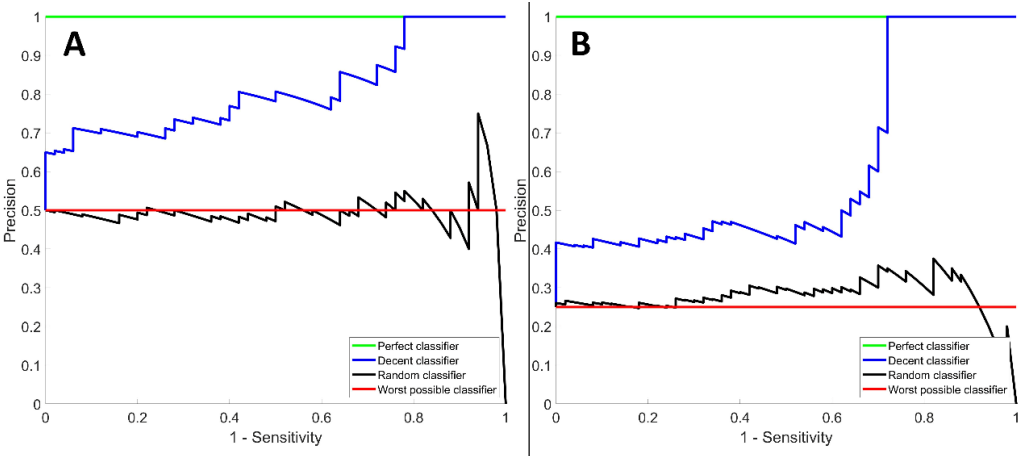 A
1
0.9
0.8
0.7
0.6
0.5
0.4
0.3
0.2
0.1
0
Precision
0 0.2 0.4 0.6 0.8 1
1 - Sensitivity
Perfect classifier
Decent classifier
Random classifier
Worst possible classifier
B
1
0.9
0.8
0.7
0.6
0.5
0.4
0.3
0.2
0.1
0
Precision
0 0.2 0.4 0.6 0.8 1
1 - Sensitivity
Perfect classifier
Decent classifier
Random classifier
Worst possible classifier